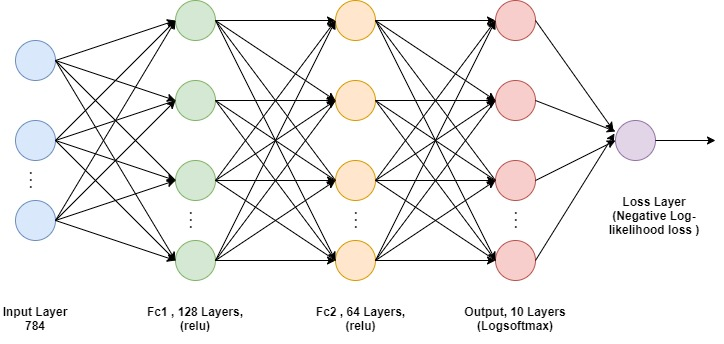 Input Layer
784
Fc1 , 128 Layers,
(relu)
Fc2 , 64 Layers,
(relu)
Output, 10 Layers
(Logsoftmax)
Loss Layer
(Negative Log-
likelihood loss )